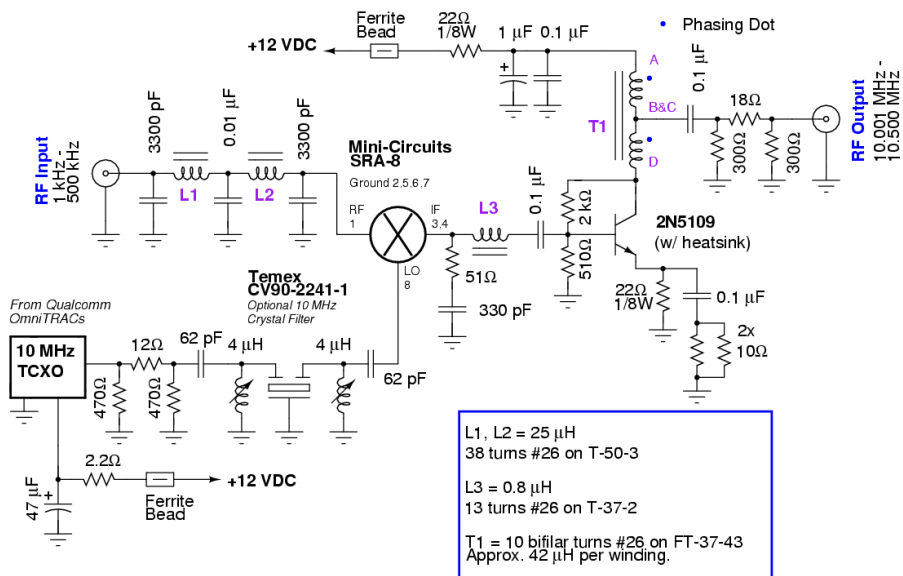 Ferrite
Bead
22Ω
1/8W
1 µF
0.1 µF
Phasing Dot
+12 VDC
+
A
B&C
T1
D
0.1 µF
18Ω
300Ω
300Ω
RF Output
10.001 MHz -
10.500 MHz
RF Input
1 kHz -
500 kHz
3300 pF
0.01 µF
3300 pF
L1
L2
Mini-Circuits
SRA-8
Ground 2,5,6,7
RF
1
IF
3,4
LO
8
L3
0.1 µF
2 kΩ
510Ω
51Ω
330 pF
2N5109
(w/ heatsink)
22Ω
1/8W
0.1 µF
2x
10Ω
Temex
CV90-2241-1
Optional 10 MHz
Crystal Filter
From Qualcomm
OmniTRACs
10 MHz
TCXO
12Ω
470Ω
470Ω
62 pF
4 µH
4 µH
62 pF
2.2Ω
Ferrite
Bead
+12 VDC
47 µF
+
L1, L2 = 25 µH
38 turns #26 on T-50-3
L3 = 0.8 µH
13 turns #26 on T-37-2
T1 = 10 bifilar turns #26 on FT-37-43
Approx. 42 µH per winding.